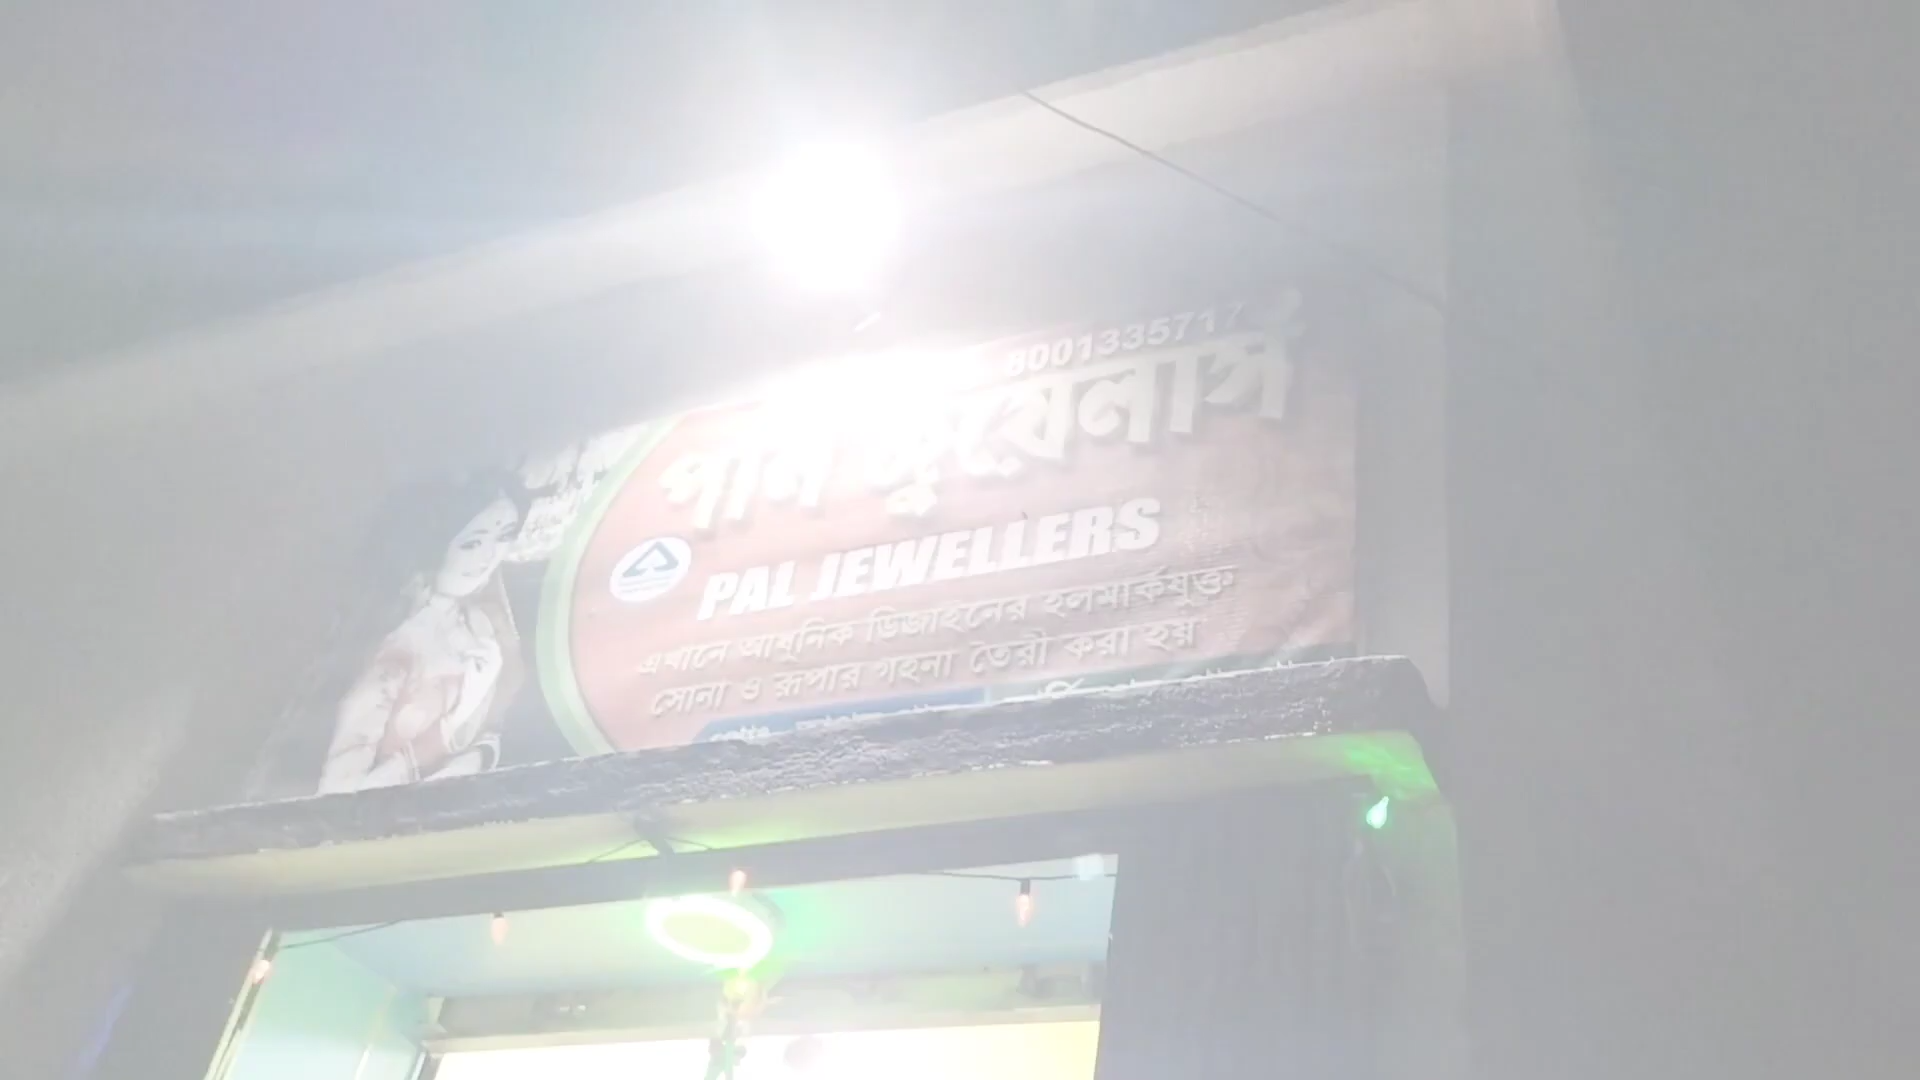 8001335717
পাল জুয়েলার্স
PAL JEWELLERS
এখানে আধুনিক ডিজাইনের হলমার্কযুক্ত
সোনা ও রূপার গহনা তৈরী করা হয়